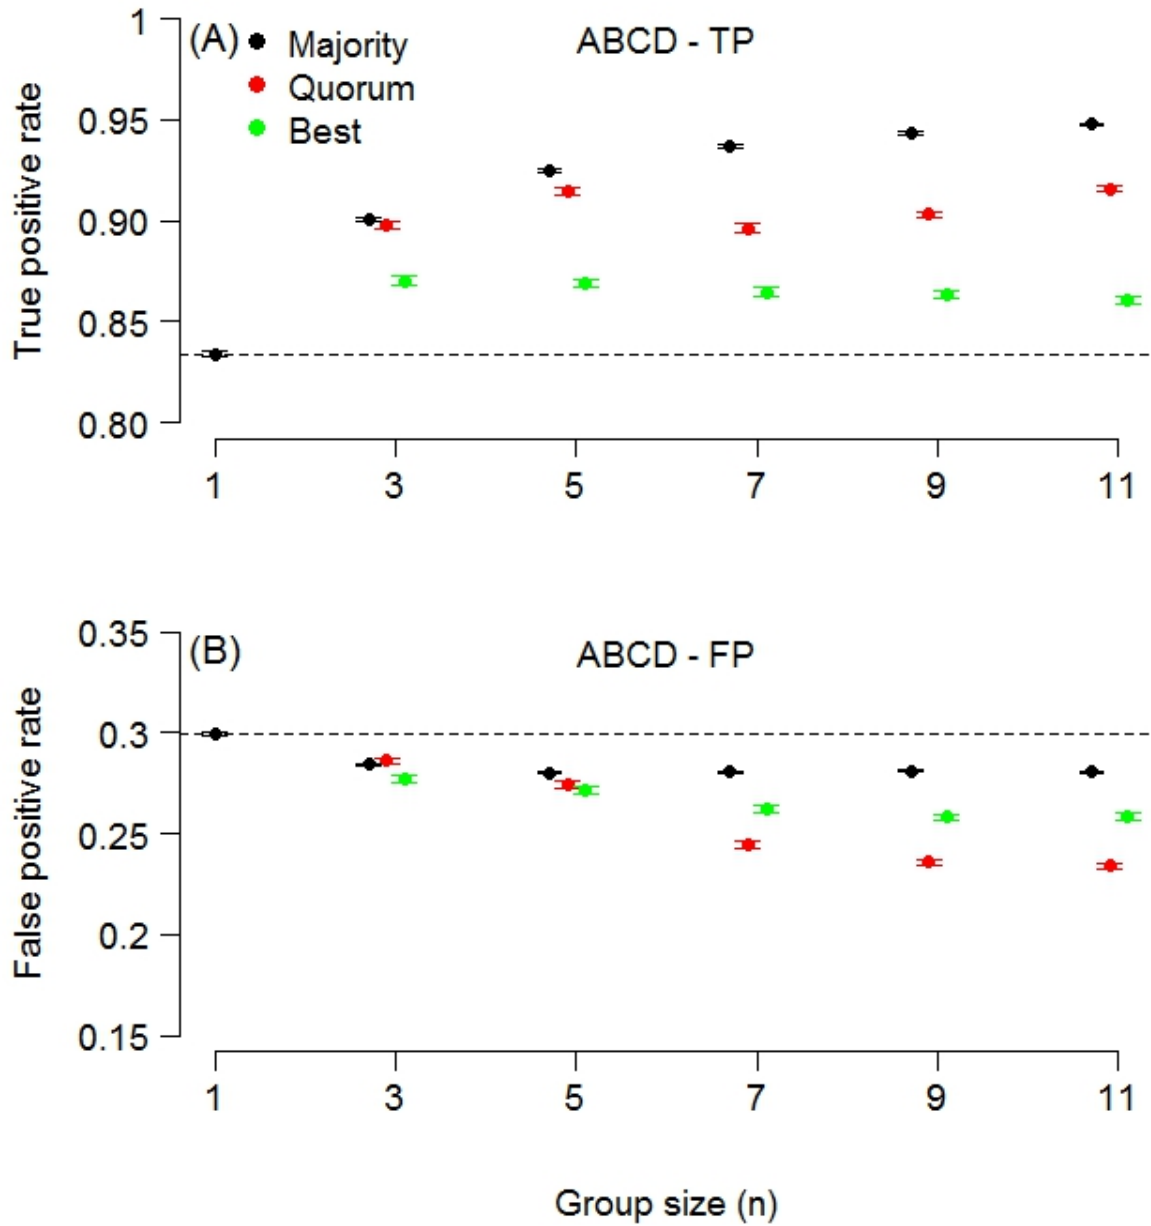 1
(A)
ABCD - TP
Majority
Quorum
Best
True positive rate
0.95
0.90
0.85
0.80
1 3 5 7 9 11
0.35
(B)
ABCD - FP
False positive rate
0.3
0.25
0.2
0.15
1 3 5 7 9 11
Group size (n)